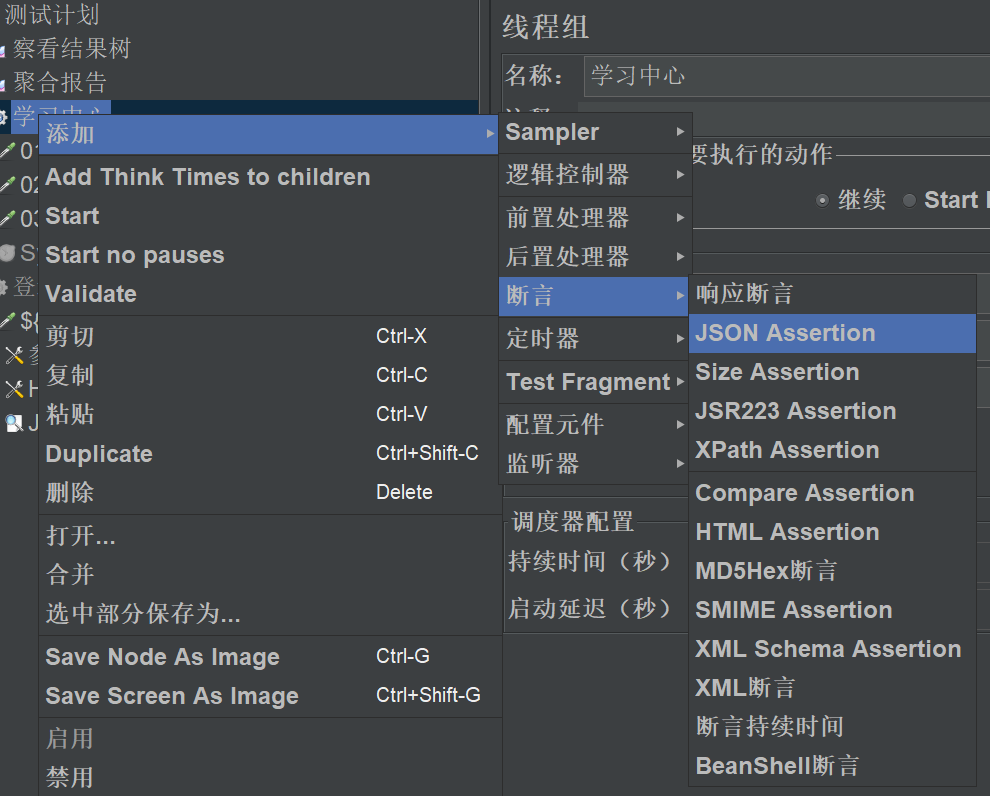 测试计划
察看结果树
聚合报告
学习中心
线程组
名称：
学习中心
要执行的动作
继续
Start
添加
Add Think Times to children
Start
Start no pauses
Validate
剪切 Ctrl-X
复制 Ctrl-C
粘贴 Ctrl-V
Duplicate Ctrl+Shift-C
删除 Delete
打开...
合并
选中部分保存为...
Save Node As Image Ctrl-G
Save Screen As Image Ctrl+Shift-G
启用
禁用
Sampler
逻辑控制器
前置处理器
后置处理器
断言
定时器
Test Fragment
配置元件
监听器
调度器配置
持续时间（秒）
启动延迟（秒）
响应断言
JSON Assertion
Size Assertion
JSR223 Assertion
XPath Assertion
Compare Assertion
HTML Assertion
MD5Hex断言
SMIME Assertion
XML Schema Assertion
XML断言
断言持续时间
BeanShell断言